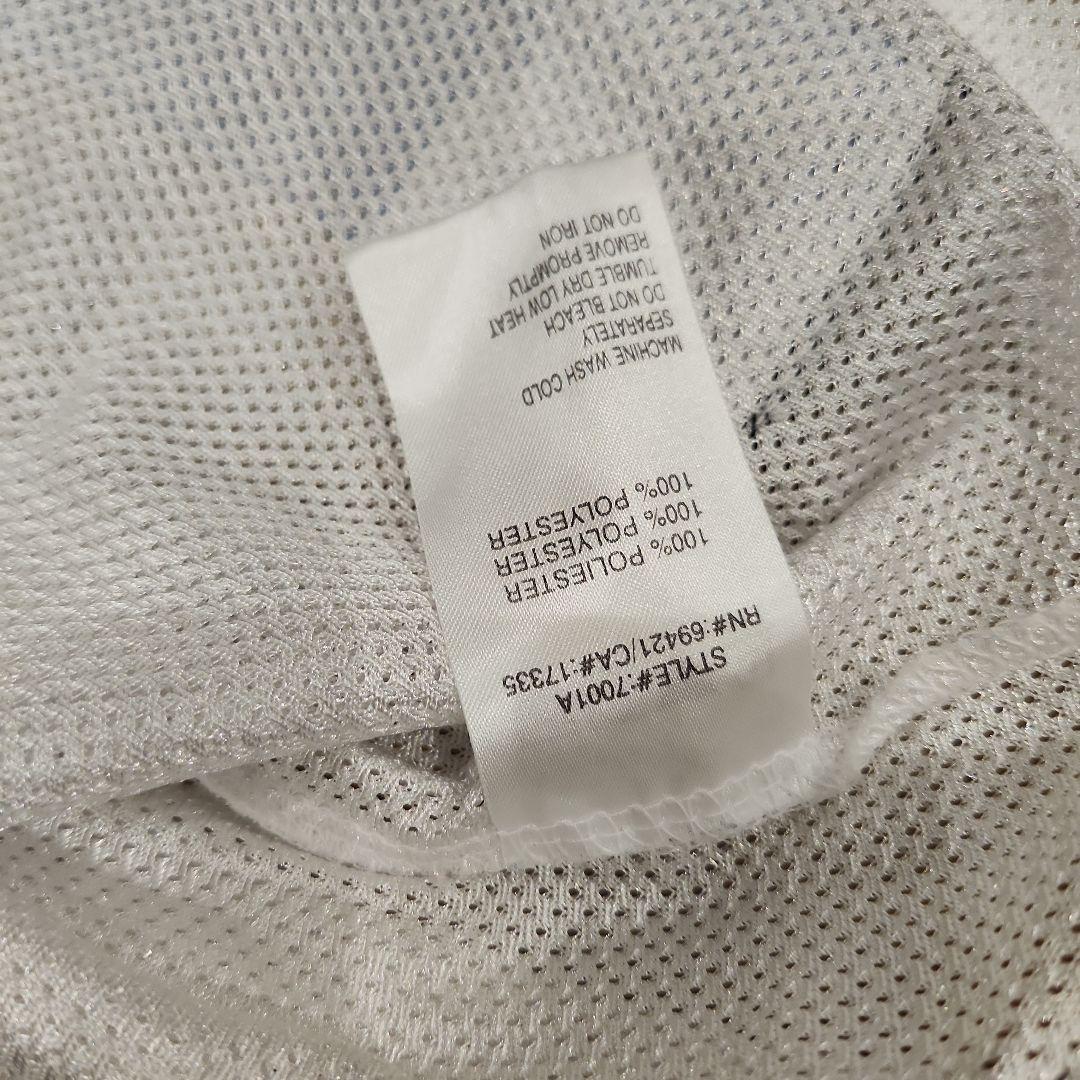 STYLE#:7001A
RN#:69421/CA#:17335
100% POLIESTER
100% POLYESTER
100% POLYESTER
MACHINE WASH COLD
SEPARATELY
DO NOT BLEACH
TUMBLE DRY LOW HEAT
REMOVE PROMPTLY
DO NOT IRON